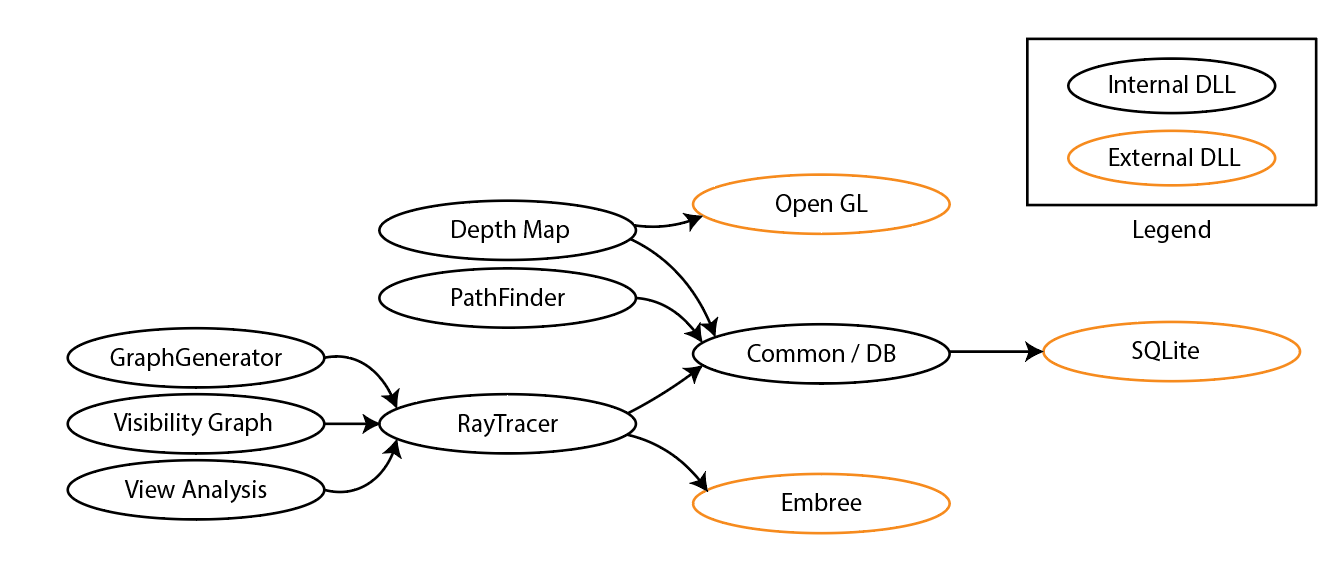 Internal DLL
External DLL
Legend
Open GL
Depth Map
PathFinder
Common / DB
SQLite
GraphGenerator
Visibility Graph
RayTracer
View Analysis
Embree